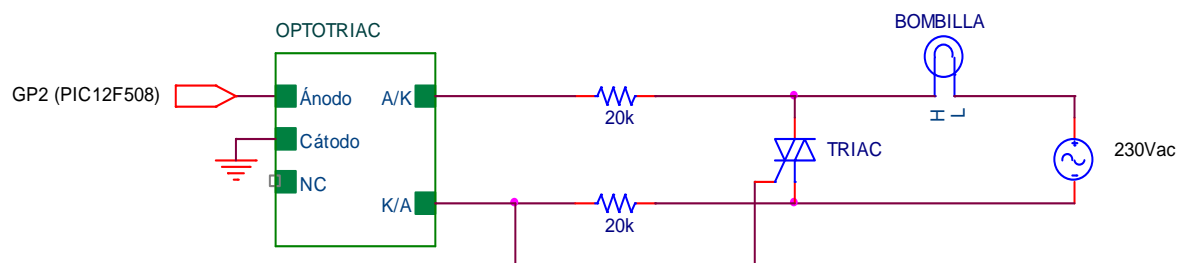 BOMBILLA
OPTOTRIAC
GP2 (PIC12F508)
Ánodo
A/K
20k
H
L
Cátodo
TRIAC
230Vac
NC
K/A
20k